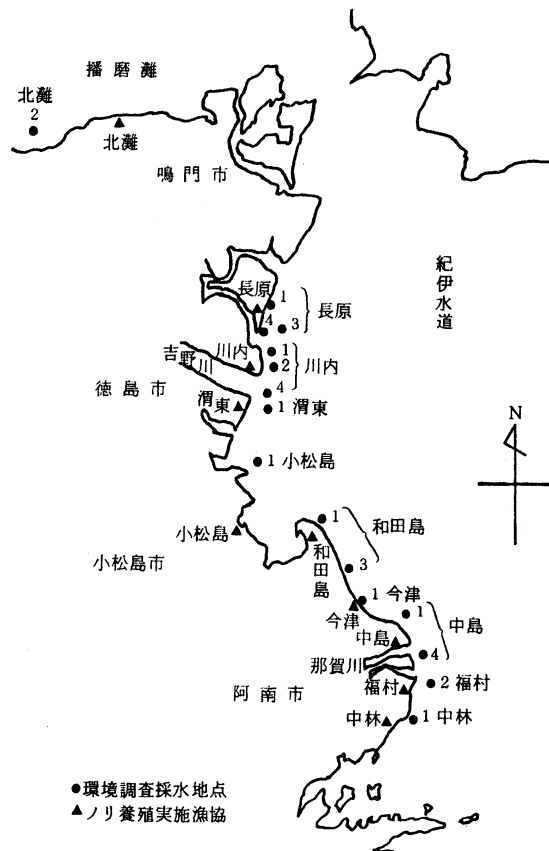 播磨灘
北灘
2
北灘
鳴門市
紀伊水道
長原
1
3
4
長原
吉野川
川内
1
2
4
川内
徳島市
渭東
1 渭東
N
1 小松島
小松島
小松島市
1
和田島
和田島
3
1 今津
今津
1
中島
中島
4
那賀川
2 福村
福村
阿南市
中林
1 中林
●環境調査採水地点
▲ノリ養殖実施漁協